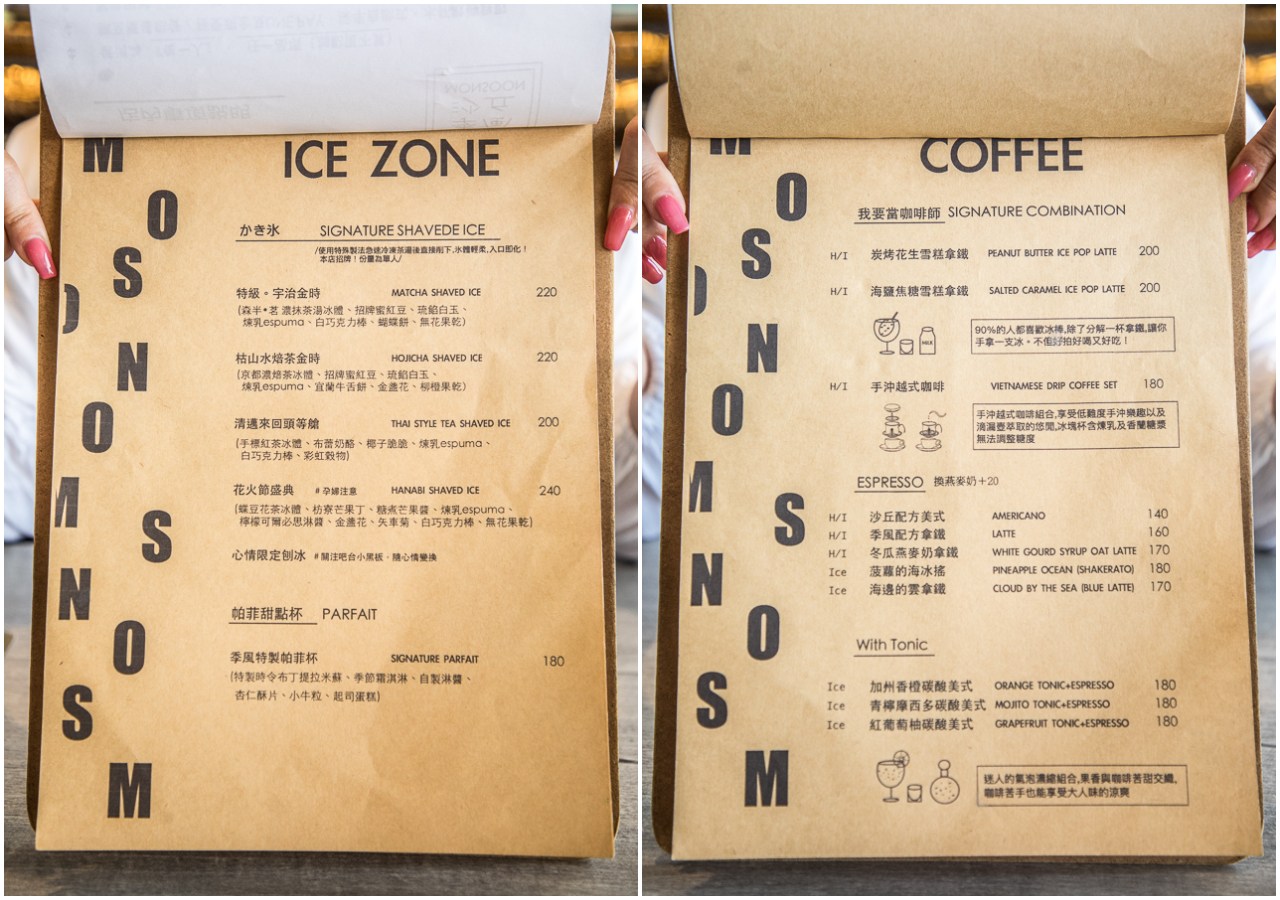 MONSOON
ICE ZONE
かき氷 SIGNATURE SHAVEDE ICE
/使用特殊製法急速冷凍茶湯後直接削下,氷體輕柔,入口即化!
本店招牌!份量為單人/
特級。宇治金時 MATCHA SHAVED ICE 220
(森半•茗 濃抹茶湯冰體、招牌蜜紅豆、琉餡白玉、
煉乳espuma、白巧克力棒、蝴蝶餅、無花果乾)
枯山水焙茶金時 HOJICHA SHAVED ICE 220
(京都濃焙茶冰體、招牌蜜紅豆、琉餡白玉、
煉乳espuma、宜蘭牛舌餅、金盞花、柳橙果乾)
清邁來回頭等艙 THAI STYLE TEA SHAVED ICE 200
(手標紅茶冰體、布蕾奶酪、椰子脆脆、煉乳espuma、
白巧克力棒、彩虹穀物)
花火節盛典 #孕婦注意 HANABI SHAVED ICE 240
(蝶豆花茶冰體、枋寮芒果丁、糖煮芒果醬、煉乳espuma、
檸檬可爾必思淋醬、金盞花、矢車菊、白巧克力棒、無花果乾)
心情限定刨冰 #關注吧台小黑板,隨心情變換
帕菲甜點杯 PARFAIT
季風特製帕菲杯 SIGNATURE PARFAIT 180
(特製時令布丁提拉米蘇、季節霜淇淋、自製淋醬、
杏仁酥片、小牛粒、起司蛋糕)
M
O
S
N
O
M
S
N
O
S
M
COFFEE
我要當咖啡師 SIGNATURE COMBINATION
H/I 炭烤花生雪糕拿鐵 PEANUT BUTTER ICE POP LATTE 200
H/I 海鹽焦糖雪糕拿鐵 SALTED CARAMEL ICE POP LATTE 200
MILK
90%的人都喜歡冰棒,除了分解一杯拿鐵,讓你
手拿一支冰。不僅好拍好喝又好吃!
H/I 手沖越式咖啡 VIETNAMESE DRIP COFFEE SET 180
手沖越式咖啡組合,享受低難度手沖樂趣以及
滴漏壺萃取的悠閒,冰塊杯含煉乳及香蘭糖漿
無法調整糖度
ESPRESSO 換燕麥奶+20
H/I 沙丘配方美式 AMERICANO 140
H/I 季風配方拿鐵 LATTE 160
H/I 冬瓜燕麥奶拿鐵 WHITE GOURD SYRUP OAT LATTE 170
Ice 菠蘿的海冰搖 PINEAPPLE OCEAN (SHAKERATO) 180
Ice 海邊的雲拿鐵 CLOUD BY THE SEA (BLUE LATTE) 170
With Tonic
Ice 加州香橙碳酸美式 ORANGE TONIC+ESPRESSO 180
Ice 青檸摩西多碳酸美式 MOJITO TONIC+ESPRESSO 180
Ice 紅葡萄柚碳酸美式 GRAPEFRUIT TONIC+ESPRESSO 180
迷人的氣泡濃縮組合,果香與咖啡苦甜交織,
咖啡苦手也能享受大人味的涼爽
M
O
S
N
O
M
S
N
O
S
M